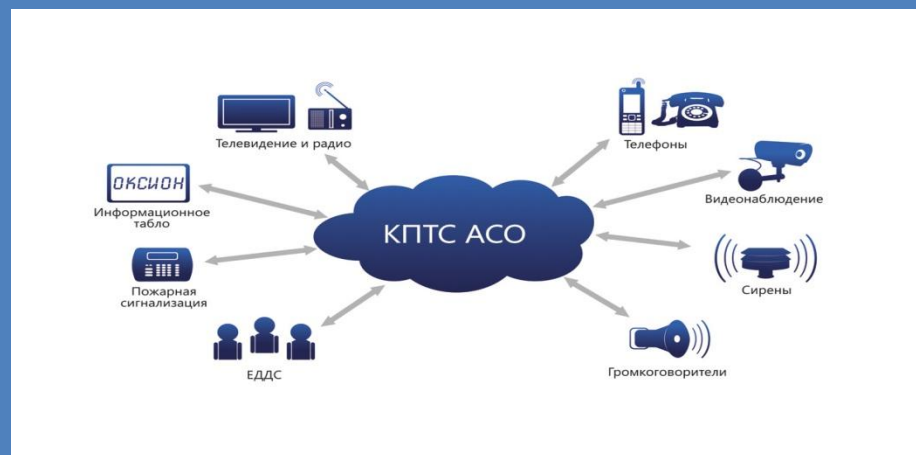 Телевидение и радио
Телефоны
ОКСИОН
Информационное
табло
Видеонаблюдение
КПТС АСО
Пожарная
сигнализация
Сирены
ЕДДС
Громкоговорители